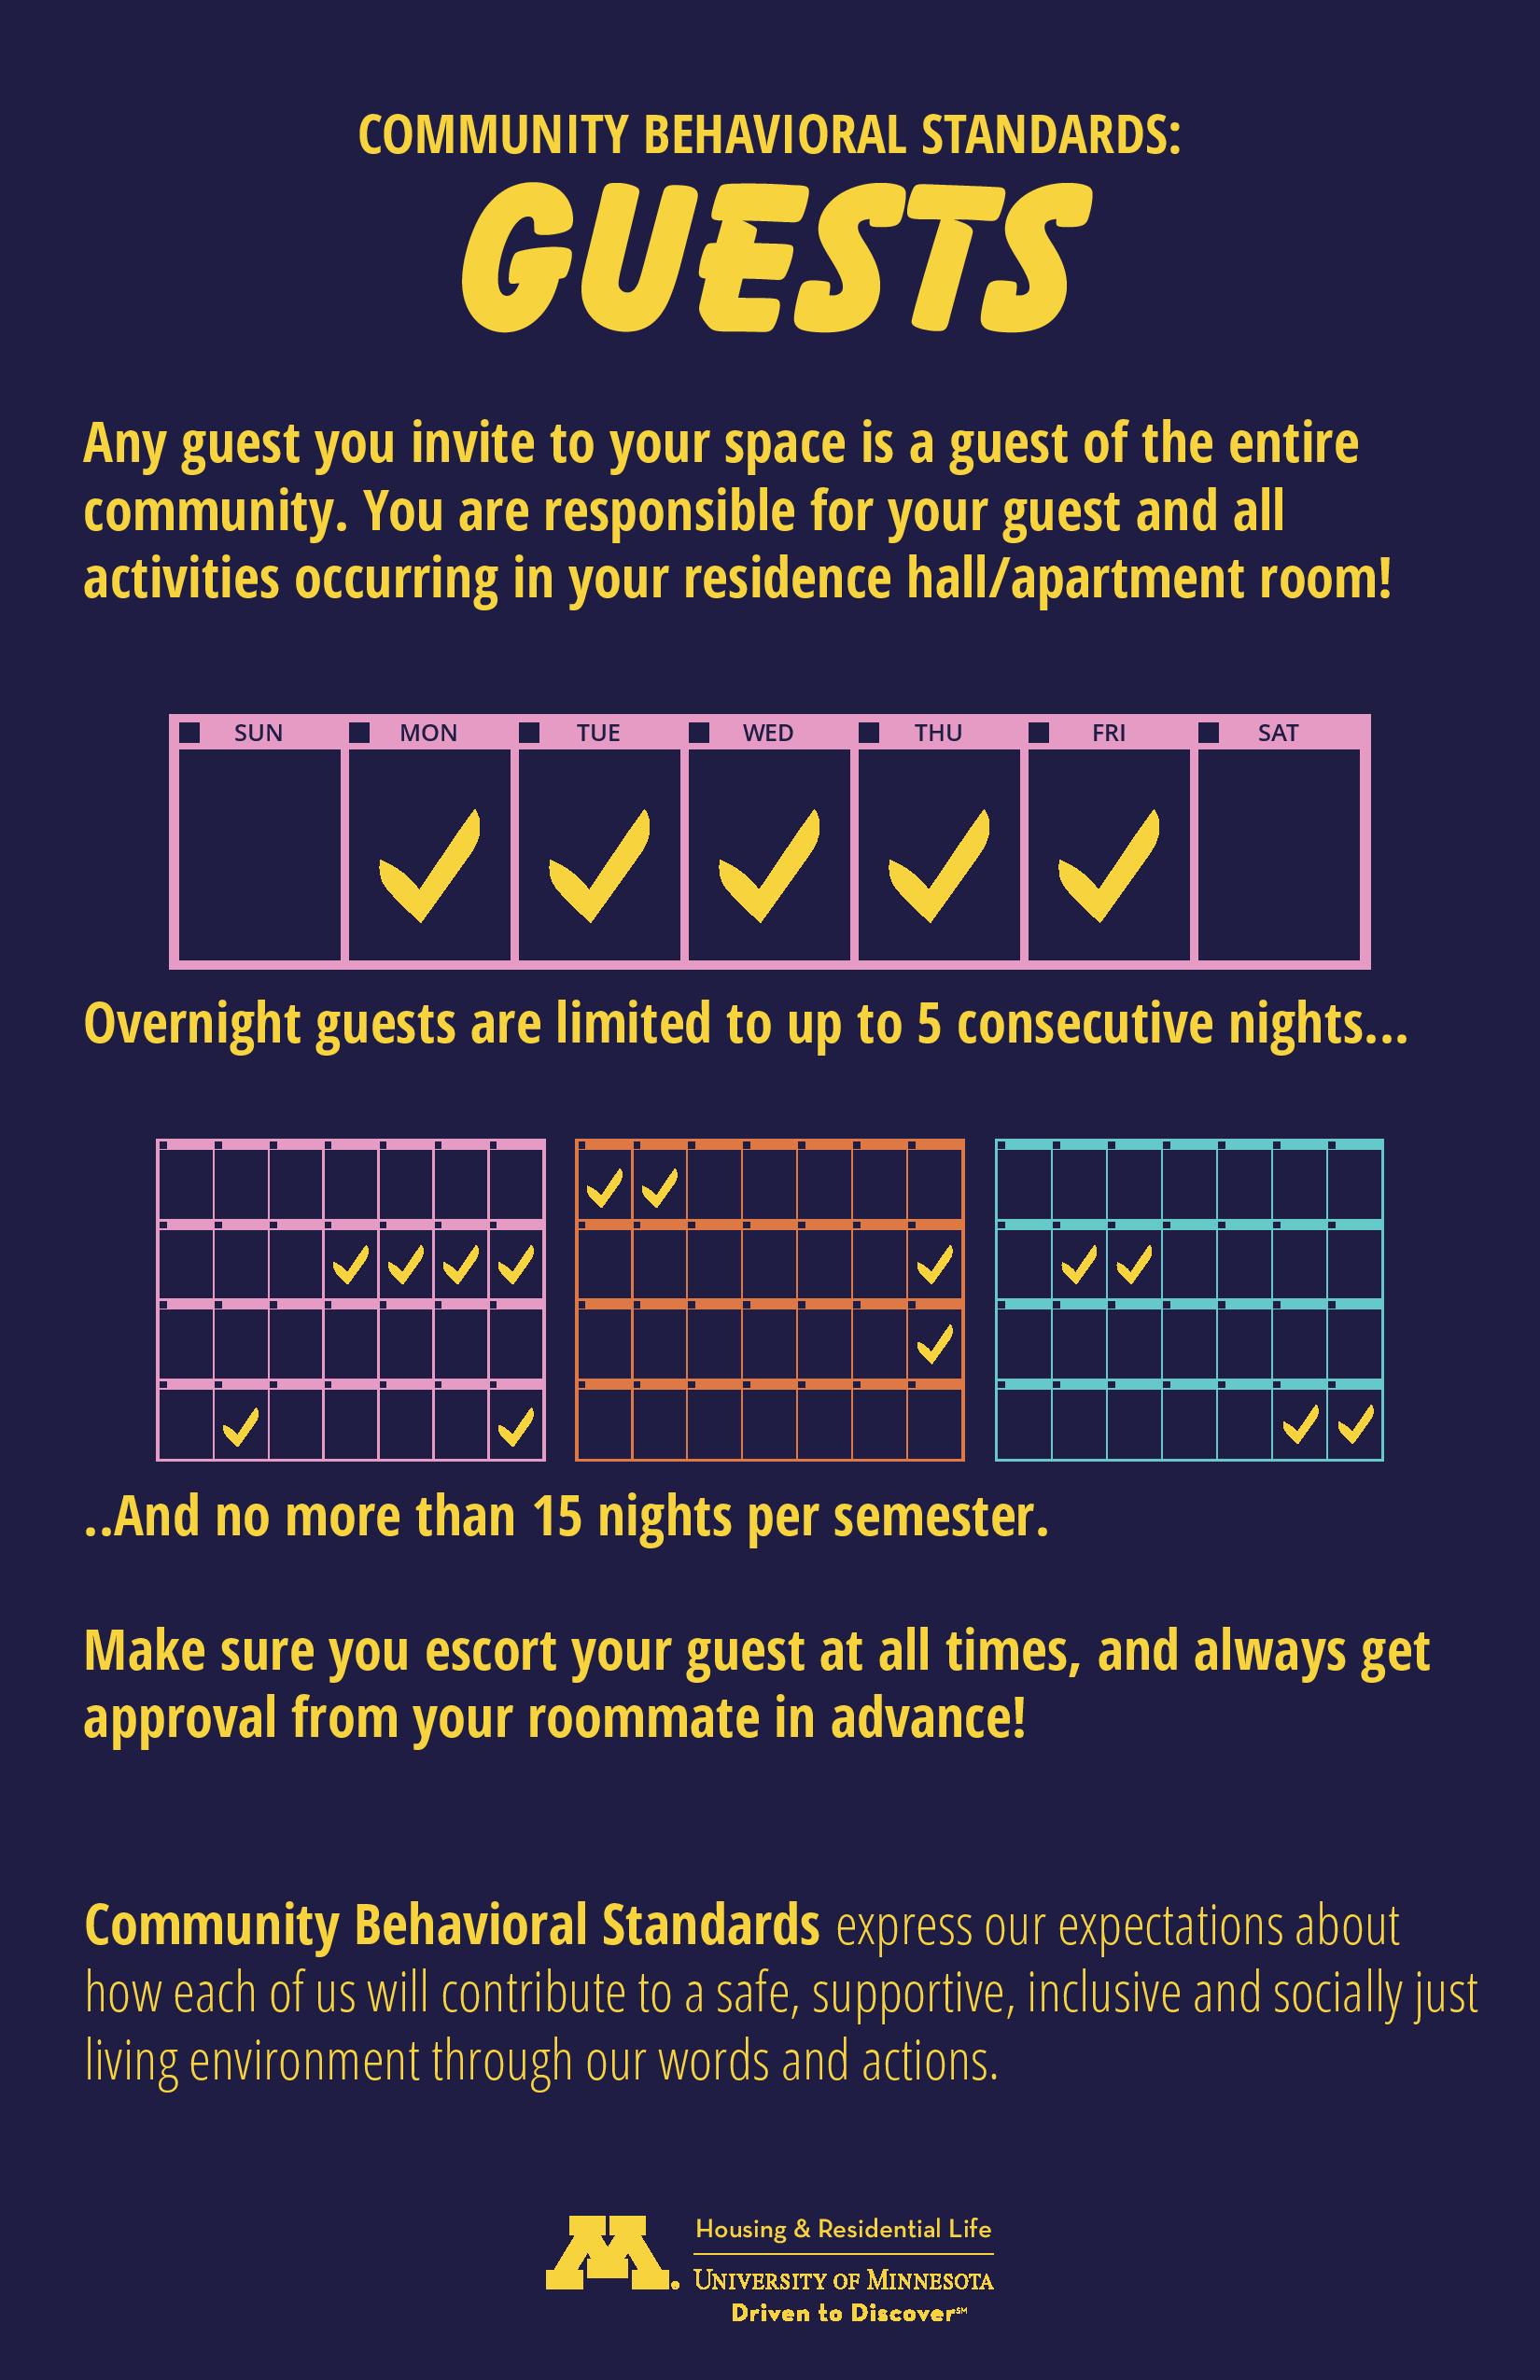 COMMUNITY BEHAVIORAL STANDARDS:
GUESTS
Any guest you invite to your space is a guest of the entire
community. You are responsible for your guest and all
activities occurring in your residence hall/apartment room!
SUN MON TUE WED THU FRI SAT
Overnight guests are limited to up to 5 consecutive nights...
..And no more than 15 nights per semester.
Make sure you escort your guest at all times, and always get
approval from your roommate in advance!
Community Behavioral Standards express our expectations about
how each of us will contribute to a safe, supportive, inclusive and socially just
living environment through our words and actions.
M.
Housing & Residential Life
UNIVERSITY OF MINNESOTA
Driven to Discover℠